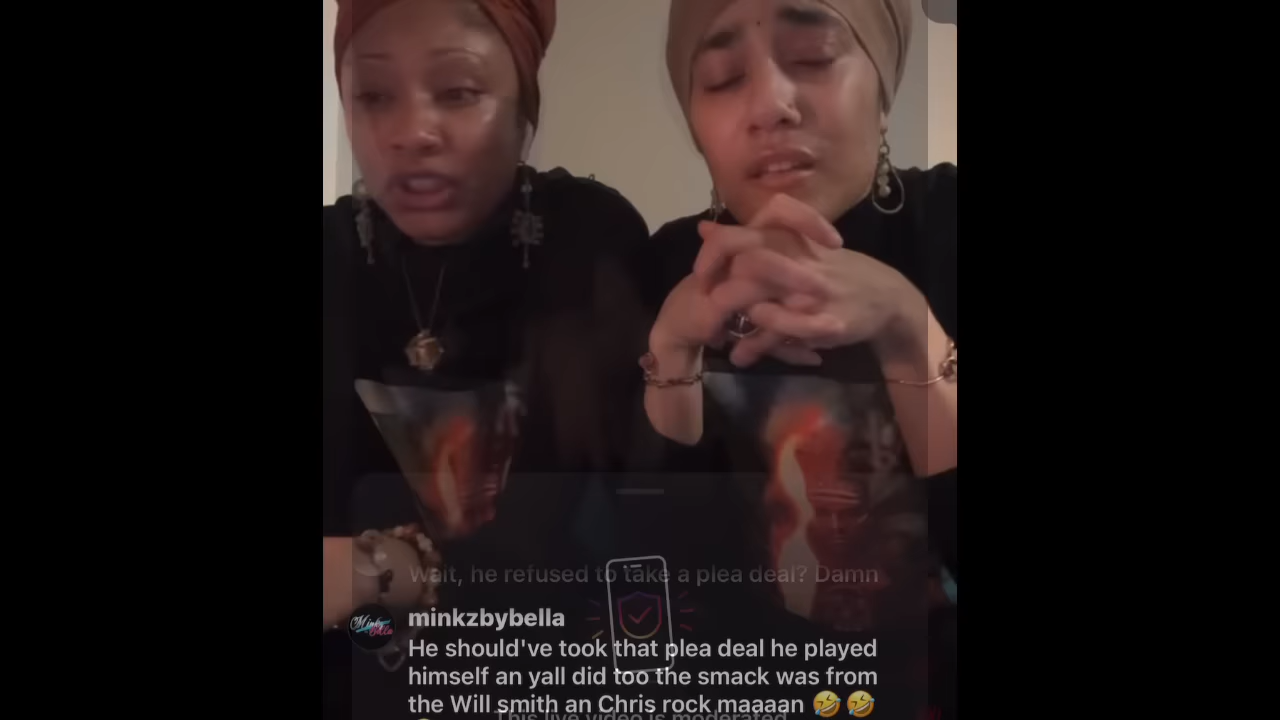 Wait, he refused to take a plea deal? Damn
minkzbybella
He should've took that plea deal he played
himself an yall did too the smack was from
the Will smith an Chris rock maaaan 🤣 🤣
This live video is moderated